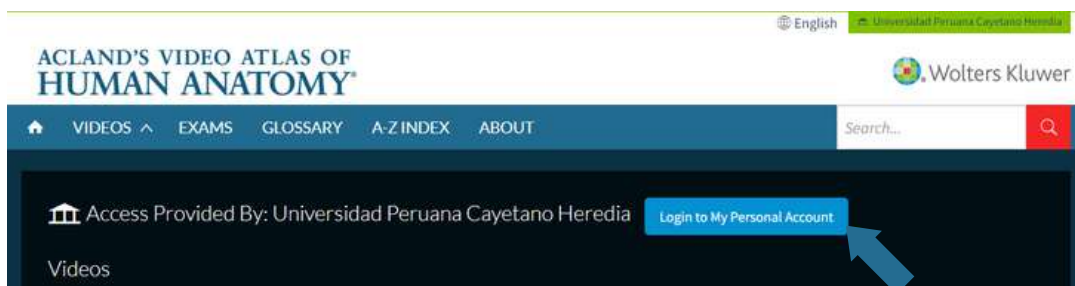 English Universidad Peruana Cayetano Heredia
ACLAND'S VIDEO ATLAS OF
HUMAN ANATOMY®
Wolters Kluwer
VIDEOS EXAMS GLOSSARY A-Z INDEX ABOUT Search...
Access Provided By: Universidad Peruana Cayetano Heredia Login to My Personal Account
Videos